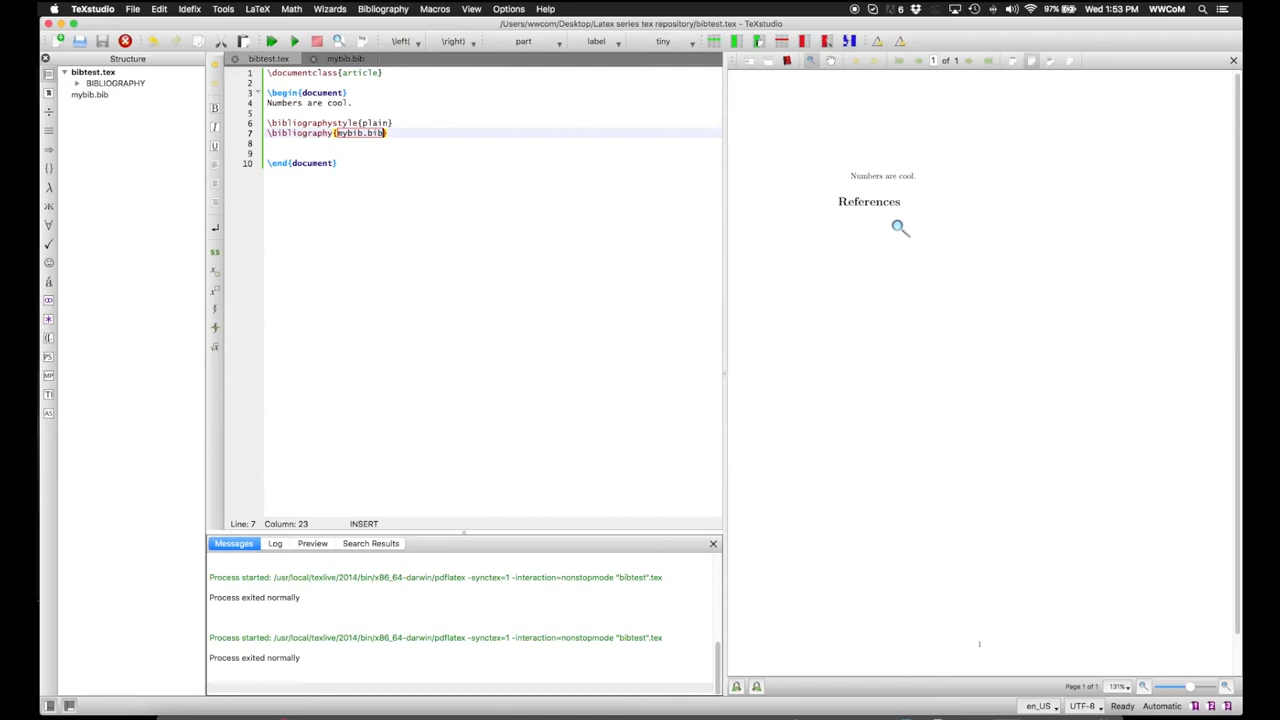 TeXstudio File Edit Idefix Tools LaTeX Math Wizards Bibliography Macros View Options Help 6 97% Wed 1:53 PM WWCoM
/Users/wwcom/Desktop/Latex series tex repository/bibtest.tex - TeXstudio
\left( \right) part label tiny
Structure bibtest.tex mybib.bib 1 of 1
bibtest.tex
BIBLIOGRAPHY
mybib.bib
1 \documentclass{article}
2
3 \begin{document}
4 Numbers are cool.
5
6 \bibliographystyle{plain}
7 \bibliography{mybib.bib}
8
9
10 \end{document}
Numbers are cool.
References
1
Line: 7 Column: 23 INSERT
Messages Log Preview Search Results
Process started: /usr/local/texlive/2014/bin/x86_64-darwin/pdflatex -synctex=1 -interaction=nonstopmode "bibtest".tex
Process exited normally
Process started: /usr/local/texlive/2014/bin/x86_64-darwin/pdflatex -synctex=1 -interaction=nonstopmode "bibtest".tex
Process exited normally
Page 1 of 1 131%
en_US UTF-8 Ready Automatic